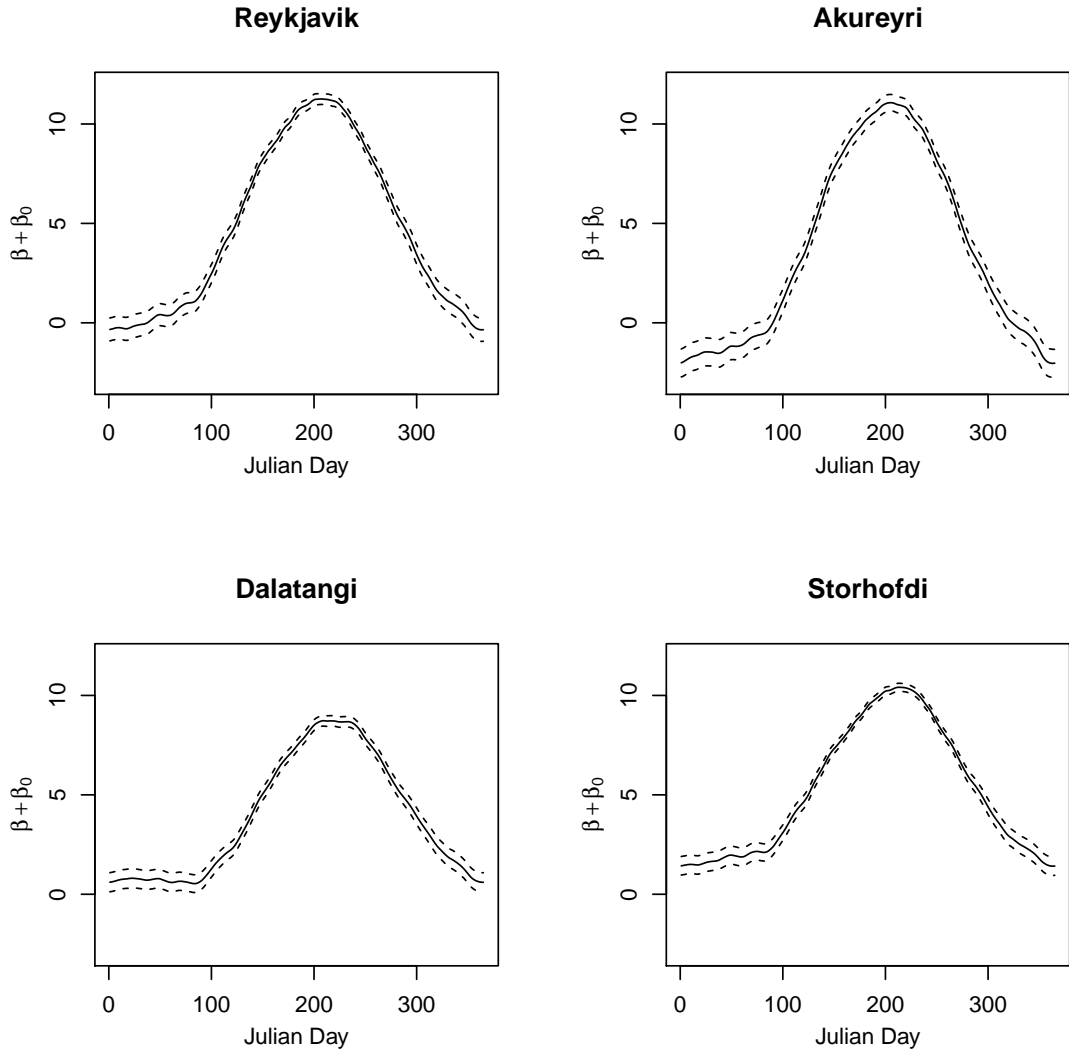 Reykjavik
10
5
0
β + β₀
0 100 200 300
Julian Day
Akureyri
10
5
0
β + β₀
0 100 200 300
Julian Day
Dalatangi
10
5
0
β + β₀
0 100 200 300
Julian Day
Storhofdi
10
5
0
β + β₀
0 100 200 300
Julian Day